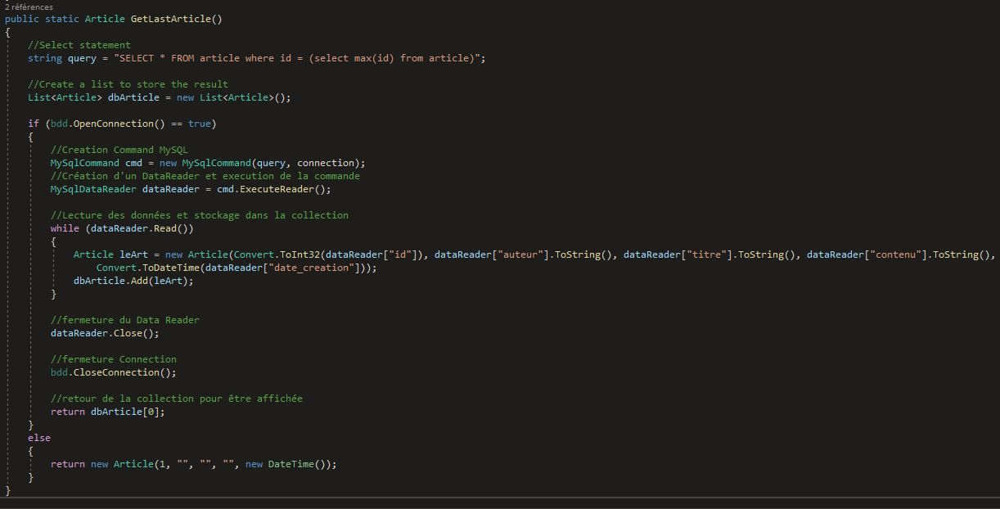 2 références
public static Article GetLastArticle()
{
//Select statement
string query = "SELECT * FROM article where id = (select max(id) from article)";
//Create a list to store the result
List<Article> dbArticle = new List<Article>();
if (bdd.OpenConnection() == true)
{
//Creation Command MySQL
MySqlCommand cmd = new MySqlCommand(query, connection);
//Création d'un DataReader et execution de la commande
MySqlDataReader dataReader = cmd.ExecuteReader();
//Lecture des données et stockage dans la collection
while (dataReader.Read())
{
Article leArt = new Article(Convert.ToInt32(dataReader["id"]), dataReader["auteur"].ToString(), dataReader["titre"].ToString(), dataReader["contenu"].ToString(),
Convert.ToDateTime(dataReader["date_creation"]));
dbArticle.Add(leArt);
}
//fermeture du Data Reader
dataReader.Close();
//fermeture Connection
bdd.CloseConnection();
//retour de la collection pour être affichée
return dbArticle[0];
}
else
{
return new Article(1, "", "", "", new DateTime());
}
}